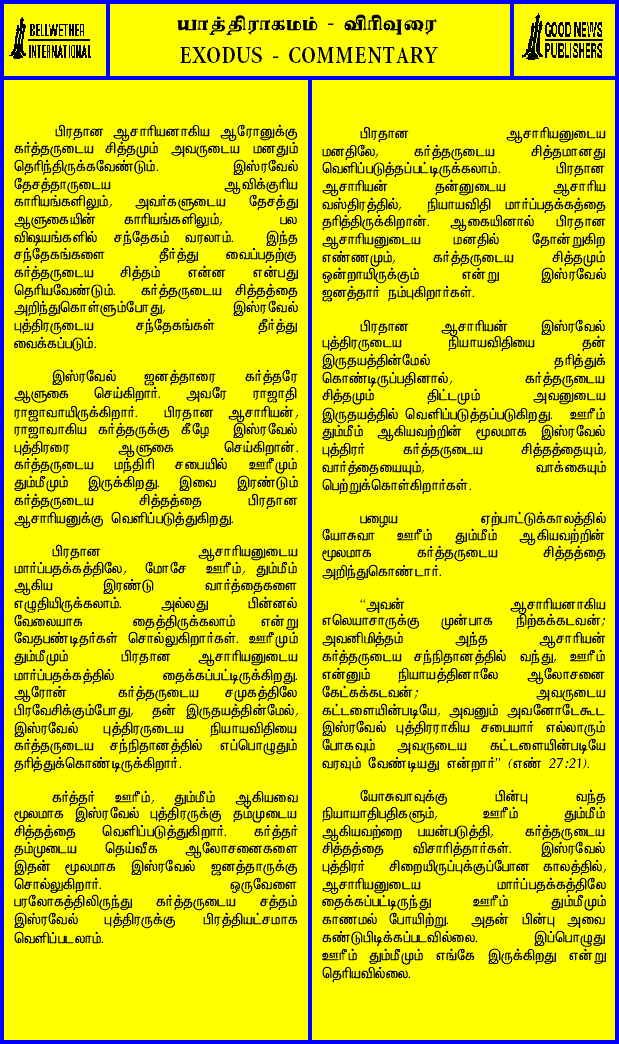 BELLWETHER
INTERNATIONAL
யாத்திராகமம் - விரிவுரை
EXODUS - COMMENTARY
GOOD NEWS
PUBLISHERS
பிரதான ஆசாரியனாகிய ஆரோனுக்கு
கர்த்தருடைய சித்தமும் அவருடைய மனதும்
தெரிந்திருக்கவேண்டும். இஸ்ரவேல்
தேசத்தாருடைய ஆவிக்குரிய
காரியங்களிலும், அவர்களுடைய தேசத்து
ஆளுகையின் காரியங்களிலும், பல
விஷயங்களில் சந்தேகம் வரலாம். இந்த
சந்தேகங்களை தீர்த்து வைப்பதற்கு
கர்த்தருடைய சித்தம் என்ன என்பது
தெரியவேண்டும். கர்த்தருடைய சித்தத்தை
அறிந்துகொள்ளும்போது, இஸ்ரவேல்
புத்திரருடைய சந்தேகங்கள் தீர்த்து
வைக்கப்படும்.
இஸ்ரவேல் ஜனத்தாரை கர்த்தரே
ஆளுகை செய்கிறார். அவரே ராஜாதி
ராஜாவாயிருக்கிறார். பிரதான ஆசாரியன்,
ராஜாவாகிய கர்த்தருக்கு கீழே இஸ்ரவேல்
புத்திரரை ஆளுகை செய்கிறான்.
கர்த்தருடைய மந்திரி சபையில் ஊரீமும்
தும்மீமும் இருக்கிறது. இவை இரண்டும்
கர்த்தருடைய சித்தத்தை பிரதான
ஆசாரியனுக்கு வெளிப்படுத்துகிறது.
பிரதான ஆசாரியனுடைய
மார்ப்பதக்கத்திலே, மோசே ஊரீம், தும்மீம்
ஆகிய இரண்டு வார்த்தைகளை
எழுதியிருக்கலாம். அல்லது பின்னல்
வேலையாக தைத்திருக்கலாம் என்று
வேதபண்டிதர்கள் சொல்லுகிறார்கள். ஊரீமும்
தும்மீமும் பிரதான ஆசாரியனுடைய
மார்ப்பதக்கத்தில் தைக்கப்பட்டிருக்கிறது.
ஆரோன் கர்த்தருடைய சமுகத்திலே
பிரவேசிக்கும்போது, தன் இருதயத்தின்மேல்,
இஸ்ரவேல் புத்திரருடைய நியாயவிதியை
கர்த்தருடைய சந்நிதானத்தில் எப்பொழுதும்
தரித்துக்கொண்டிருக்கிறார்.
கர்த்தர் ஊரீம், தும்மீம் ஆகியவை
மூலமாக இஸ்ரவேல் புத்திரருக்கு தம்முடைய
சித்தத்தை வெளிப்படுத்துகிறார். கர்த்தர்
தம்முடைய தெய்வீக ஆலோசனைகளை
இதன் மூலமாக இஸ்ரவேல் ஜனத்தாருக்கு
சொல்லுகிறார். ஒருவேளை
பரலோகத்திலிருந்து கர்த்தருடைய சத்தம்
இஸ்ரவேல் புத்திரருக்கு பிரத்தியட்சமாக
வெளிப்படலாம்.
பிரதான ஆசாரியனுடைய
மனதிலே, கர்த்தருடைய சித்தமானது
வெளிப்படுத்தப்பட்டிருக்கலாம். பிரதான
ஆசாரியன் தன்னுடைய ஆசாரிய
வஸ்திரத்தில், நியாயவிதி மார்ப்பதக்கத்தை
தரித்திருக்கிறான். ஆகையினால் பிரதான
ஆசாரியனுடைய மனதில் தோன்றுகிற
எண்ணமும், கர்த்தருடைய சித்தமும்
ஒன்றாயிருக்கும் என்று இஸ்ரவேல்
ஜனத்தார் நம்புகிறார்கள்.
பிரதான ஆசாரியன் இஸ்ரவேல்
புத்திரருடைய நியாயவிதியை தன்
இருதயத்தின்மேல் தரித்துக்
கொண்டிருப்பதினால், கர்த்தருடைய
சித்தமும் திட்டமும் அவனுடைய
இருதயத்தில் வெளிப்படுத்தப்படுகிறது. ஊரீம்
தும்மீம் ஆகியவற்றின் மூலமாக இஸ்ரவேல்
புத்திரர் கர்த்தருடைய சித்தத்தையும்,
வார்த்தையையும், வாக்கையும்
பெற்றுக்கொள்கிறார்கள்.
பழைய ஏற்பாட்டுக்காலத்தில்
யோசுவா ஊரீம் தும்மீம் ஆகியவற்றின்
மூலமாக கர்த்தருடைய சித்தத்தை
அறிந்துகொண்டார்.
“அவன் ஆசாரியனாகிய
எலெயாசாருக்கு முன்பாக நிற்கக்கடவன்;
அவனிமித்தம் அந்த ஆசாரியன்
கர்த்தருடைய சந்நிதானத்தில் வந்து, ஊரீம்
என்னும் நியாயத்தினாலே ஆலோசனை
கேட்கக்கடவன்; அவருடைய
கட்டளையின்படியே, அவனும் அவனோடேகூட
இஸ்ரவேல் புத்திரராகிய சபையார் எல்லாரும்
போகவும் அவருடைய கட்டளையின்படியே
வரவும் வேண்டியது என்றார்” (எண் 27:21).
யோசுவாவுக்கு பின்பு வந்த
நியாயாதிபதிகளும், ஊரீம் தும்மீம்
ஆகியவற்றை பயன்படுத்தி, கர்த்தருடைய
சித்தத்தை விசாரித்தார்கள். இஸ்ரவேல்
புத்திரர் சிறையிருப்புக்குப்போன காலத்தில்,
ஆசாரியனுடைய மார்ப்பதக்கத்திலே
தைக்கப்பட்டிருந்து ஊரீம் தும்மீமும்
காணமல் போயிற்று. அதன் பின்பு அவை
கண்டுபிடிக்கப்படவில்லை. இப்பொழுது
ஊரீம் தும்மீமும் எங்கே இருக்கிறது என்று
தெரியவில்லை.